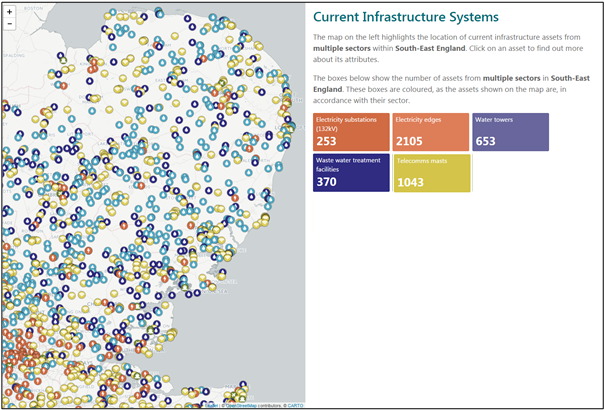 +
−
BOSTON
SPALDING
Current Infrastructure Systems
The map on the left highlights the location of current infrastructure assets from
multiple sectors within South-East England. Click on an asset to find out more
about its attributes.
The boxes below show the number of assets from multiple sectors in South-East
England. These boxes are coloured, as the assets shown on the map are, in
accordance with their sector.
Electricity substations
(132kV)
253
Electricity edges
2105
Water towers
653
Waste water treatment
facilities
370
Telecomms masts
1043
Leaflet | © OpenStreetMap contributors, © CARTO